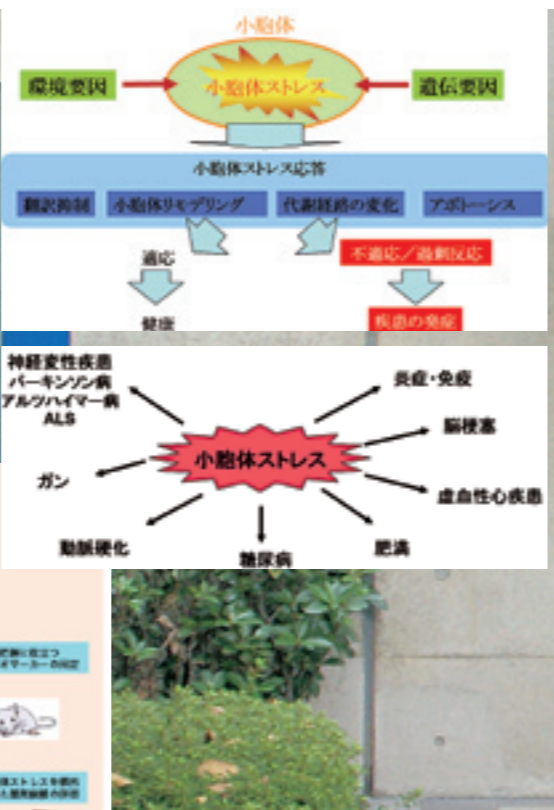 小胞体
環境要因
小胞体ストレス
遺伝要因
小胞体ストレス応答
翻訳抑制
小胞体リモデリング
代謝経路の変化
アポトーシス
適応
不適応／過剰反応
健康
疾患の発症
神経変性疾患
パーキンソン病
アルツハイマー病
ALS
炎症・免疫
脳梗塞
小胞体ストレス
ガン
虚血性心疾患
動脈硬化
糖尿病
肥満